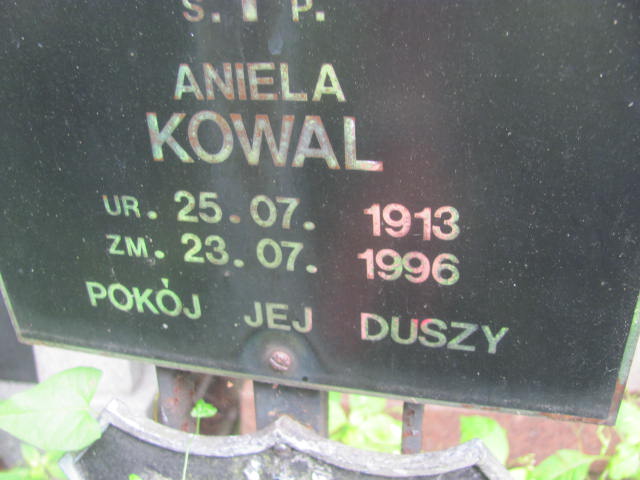 Ś. † P.
ANIELA
KOWAL
UR. 25.07. 1913
ZM. 23.07. 1996
POKÓJ JEJ DUSZY